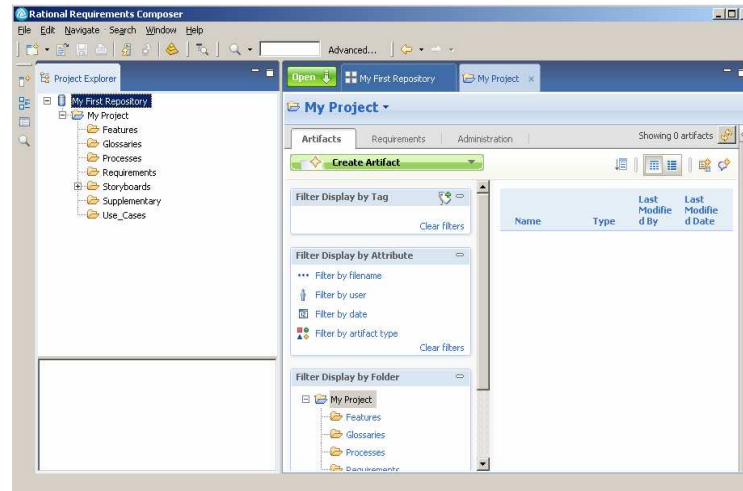 Rational Requirements Composer
File Edit Navigate Search Window Help
Advanced...
Project Explorer
My First Repository
My Project
Features
Glossaries
Processes
Requirements
Storyboards
Supplementary
Use_Cases
Open
My First Repository
My Project
My Project
Artifacts
Requirements
Administration
Showing 0 artifacts
Create Artifact
Filter Display by Tag
Clear filters
Filter Display by Attribute
Filter by filename
Filter by user
Filter by date
Filter by artifact type
Clear filters
Filter Display by Folder
My Project
Features
Glossaries
Processes
Requirements
Name
Type
Last Modifie d By
Last Modifie d Date